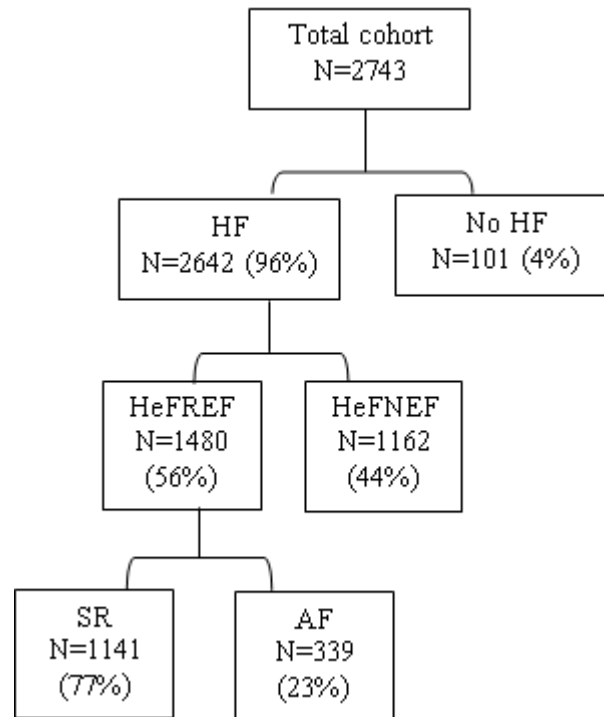 Total cohort
N=2743
HF
N=2642 (96%)
No HF
N=101 (4%)
HeFREF
N=1480
(56%)
HeFNEF
N=1162
(44%)
SR
N=1141
(77%)
AF
N=339
(23%)